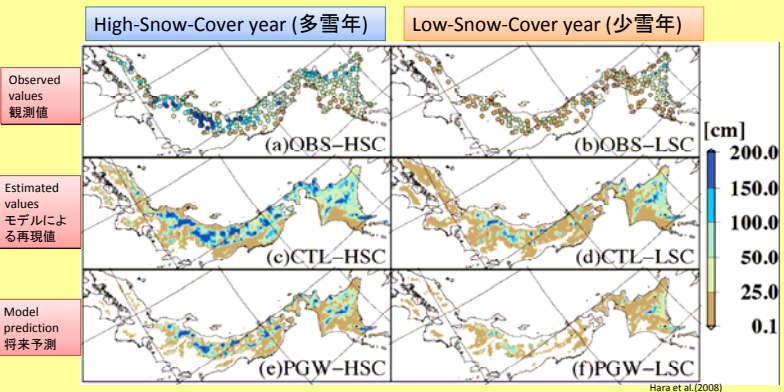 High-Snow-Cover year (多雪年)
Low-Snow-Cover year (少雪年)
Observed
values
観測値
(a)OBS-HSC
(b)OBS-LSC
[cm]
200.0
150.0
100.0
50.0
25.0
0.1
Estimated
values
モデルによ
る再現値
(c)CTL-HSC
(d)CTL-LSC
Model
prediction
将来予測
(e)PGW-HSC
(f)PGW-LSC
Hara et al.(2008)